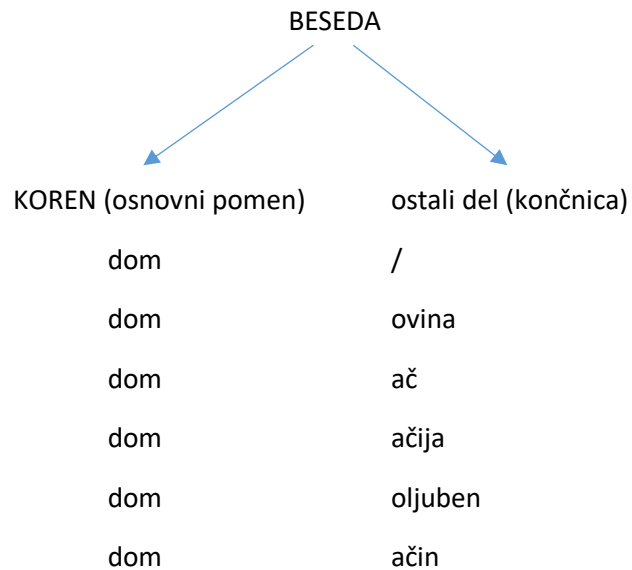 BESEDA
KOREN (osnovni pomen) ostali del (končnica)
dom /
dom ovina
dom ač
dom ačija
dom oljuben
dom ačin